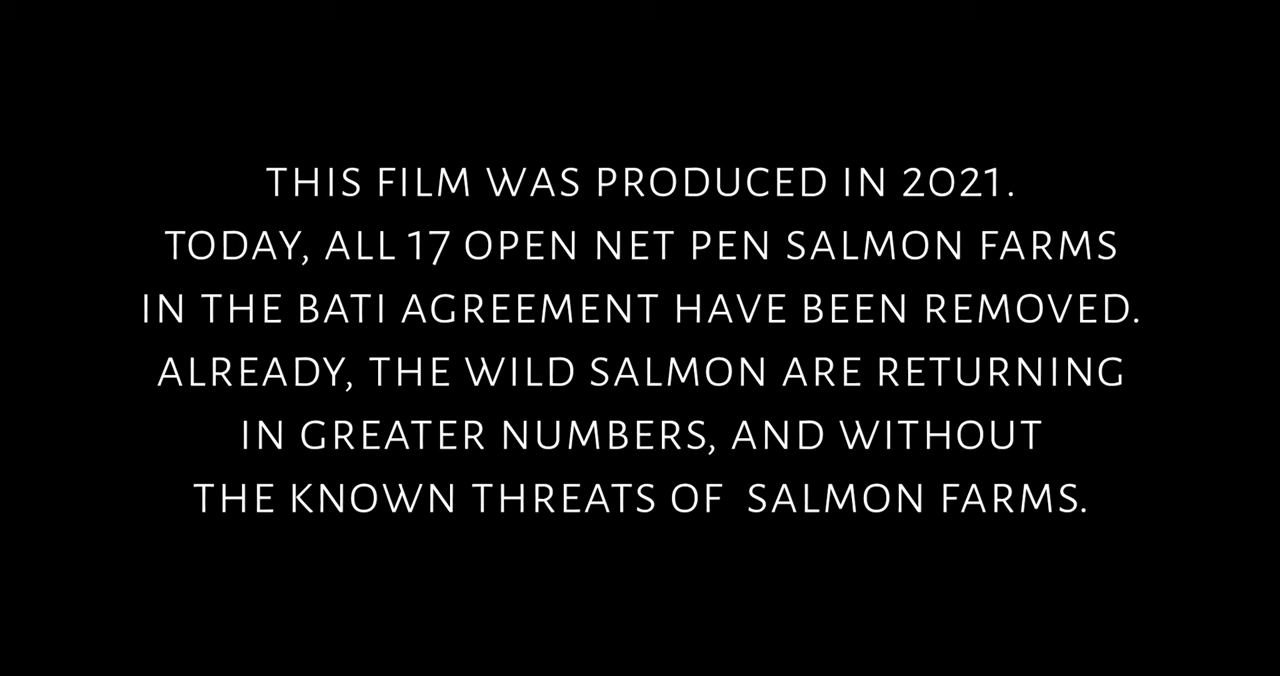 THIS FILM WAS PRODUCED IN 2021.
TODAY, ALL 17 OPEN NET PEN SALMON FARMS
IN THE BATI AGREEMENT HAVE BEEN REMOVED.
ALREADY, THE WILD SALMON ARE RETURNING
IN GREATER NUMBERS, AND WITHOUT
THE KNOWN THREATS OF SALMON FARMS.